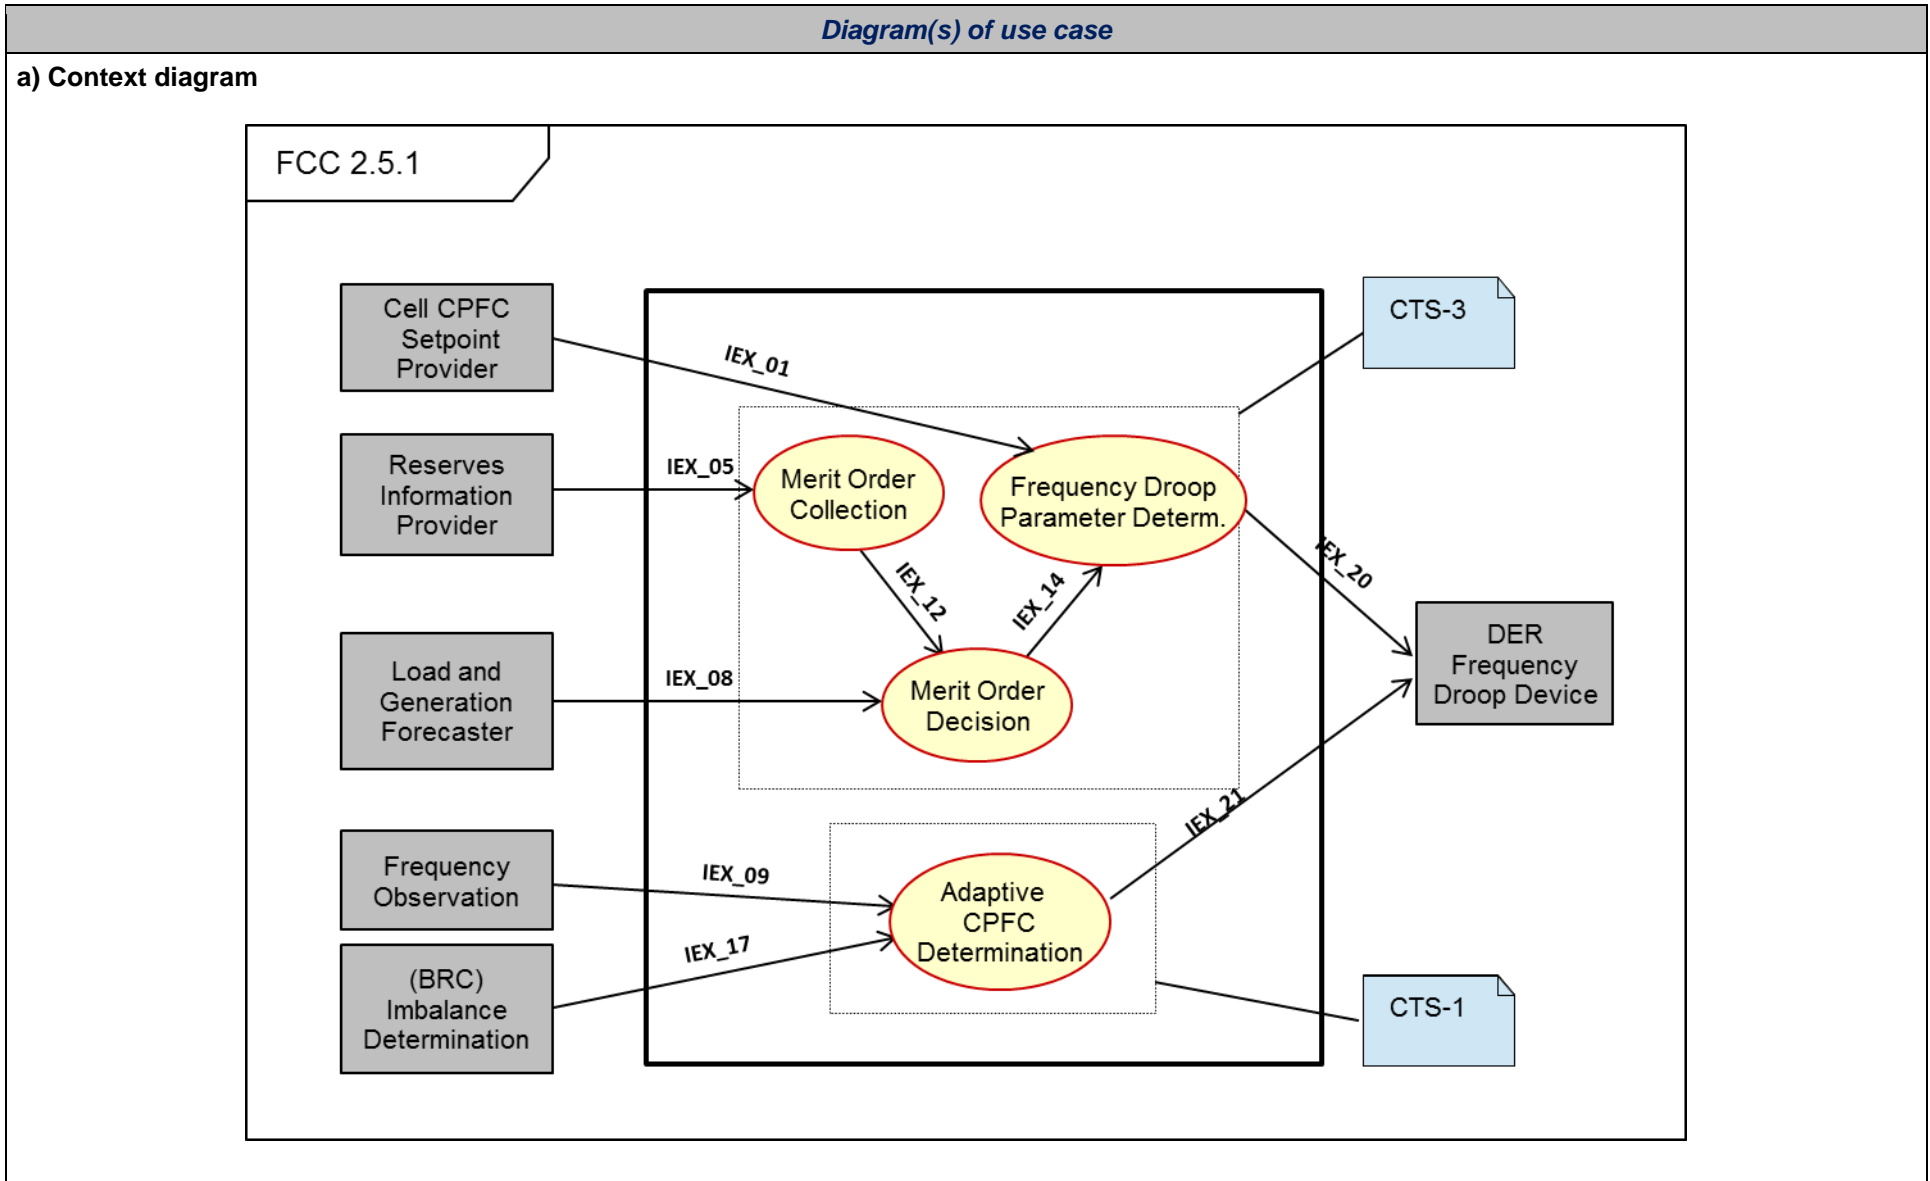 Diagram(s) of use case
a) Context diagram
FCC 2.5.1
Cell CPFC
Setpoint
Provider
IEX_01
CTS-3
Reserves
Information
Provider
IEX_05
Merit Order
Collection
Frequency Droop
Parameter Determ.
IEX_12
IEX_14
IEX_20
Load and
Generation
Forecaster
IEX_08
Merit Order
Decision
DER
Frequency
Droop Device
IEX_21
Frequency
Observation
IEX_09
Adaptive
CPFC
Determination
(BRC)
Imbalance
Determination
IEX_17
CTS-1